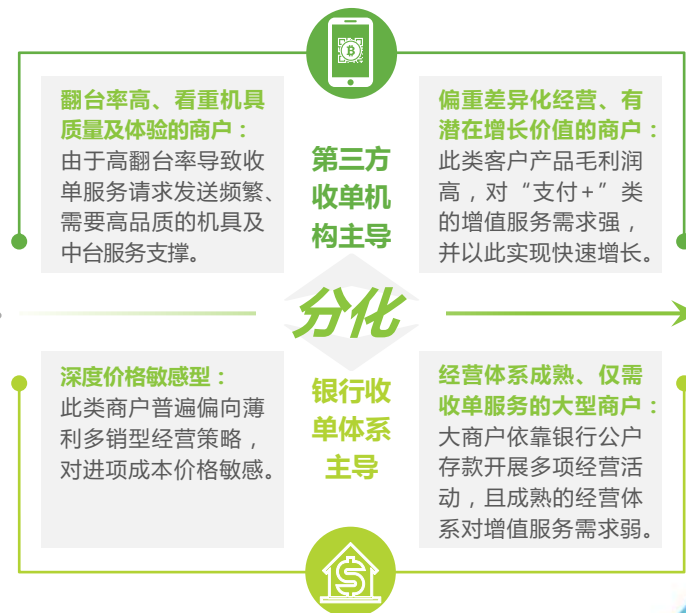 翻台率高、看重机具
质量及体验的商户：
由于高翻台率导致收
单服务请求发送频繁、
需要高品质的机具及
中台服务支撑。
第三方
收单机
构主导
偏重差异化经营、有
潜在增长价值的商户：
此类客户产品毛利润
高，对“支付+”类
的增值服务需求强，
并以此实现快速增长。
分化
深度价格敏感型：
此类商户普遍偏向薄
利多销型经营策略，
对进项成本价格敏感。
银行收
单体系
主导
经营体系成熟、仅需
收单服务的大型商户：
大商户依靠银行公户
存款开展多项经营活
动，且成熟的经营体
系对增值服务需求弱。